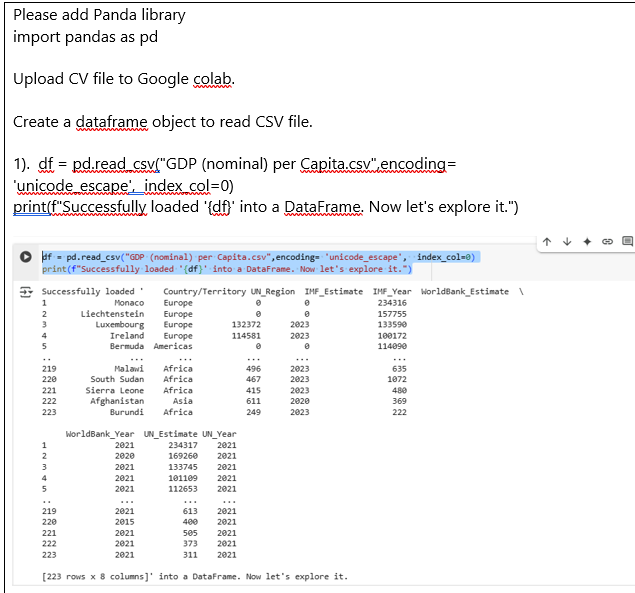 Please add Panda library
import pandas as pd
Upload CV file to Google colab.
Create a dataframe object to read CSV file.
1).  df = pd.read_csv("GDP (nominal) per Capita.csv",encoding=
'unicode_escape',  index_col=0)
print(f"Successfully loaded '{df}' into a DataFrame. Now let's explore it.")
df = pd.read_csv("GDP (nominal) per Capita.csv",encoding= 'unicode_escape',  index_col=0)
print(f"Successfully loaded '{df}' into a DataFrame. Now let's explore it.")
Successfully loaded '    Country/Territory UN_Region  IMF_Estimate  IMF_Year  WorldBank_Estimate  \
1             Monaco    Europe             0         0              234316
2      Liechtenstein    Europe             0         0              157755
3         Luxembourg    Europe        132372      2023              133590
4            Ireland    Europe        114581      2023              100172
5            Bermuda  Americas             0         0              114090
..               ...       ...           ...       ...                 ...
219           Malawi    Africa           496      2023                 635
220      South Sudan    Africa           467      2023                1072
221     Sierra Leone    Africa           415      2023                 480
222      Afghanistan      Asia           611      2020                 369
223          Burundi    Africa           249      2023                 222
WorldBank_Year  UN_Estimate  UN_Year
1              2021       234317     2021
2              2020       169260     2021
3              2021       133745     2021
4              2021       101109     2021
5              2021       112653     2021
..              ...          ...      ...
219            2021          613     2021
220            2015          400     2021
221            2021          505     2021
222            2021          373     2021
223            2021          311     2021
[223 rows x 8 columns]' into a DataFrame. Now let's explore it.